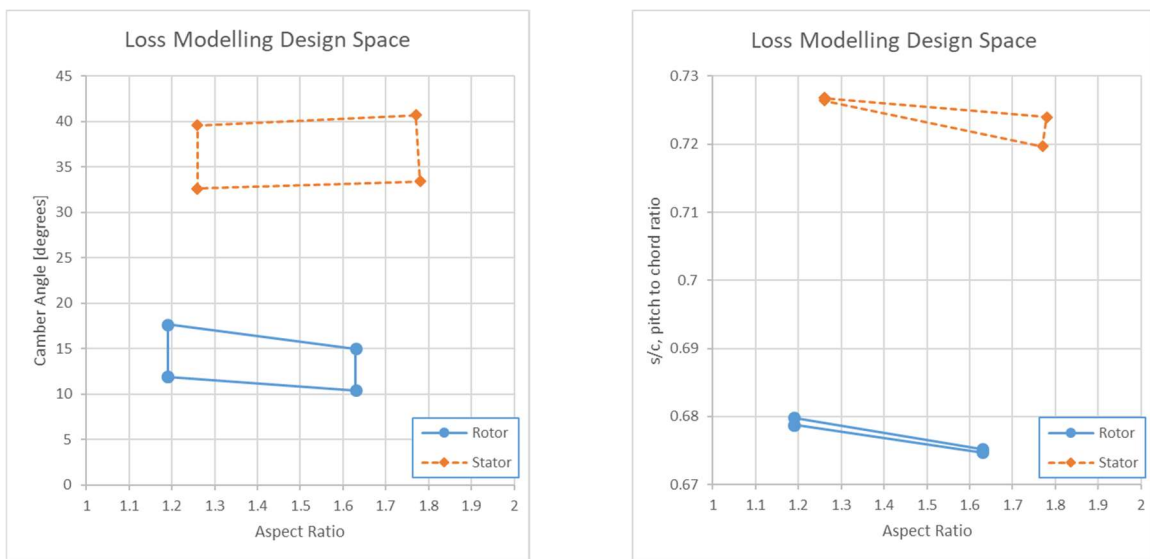 Loss Modelling Design Space
45
40
35
30
25
20
15
10
5
0
Camber Angle [degrees]
1 1.1 1.2 1.3 1.4 1.5 1.6 1.7 1.8 1.9 2
Aspect Ratio
Rotor
Stator
Loss Modelling Design Space
0.73
0.72
0.71
0.7
0.69
0.68
0.67
s/c, pitch to chord ratio
1 1.1 1.2 1.3 1.4 1.5 1.6 1.7 1.8 1.9 2
Aspect Ratio
Rotor
Stator